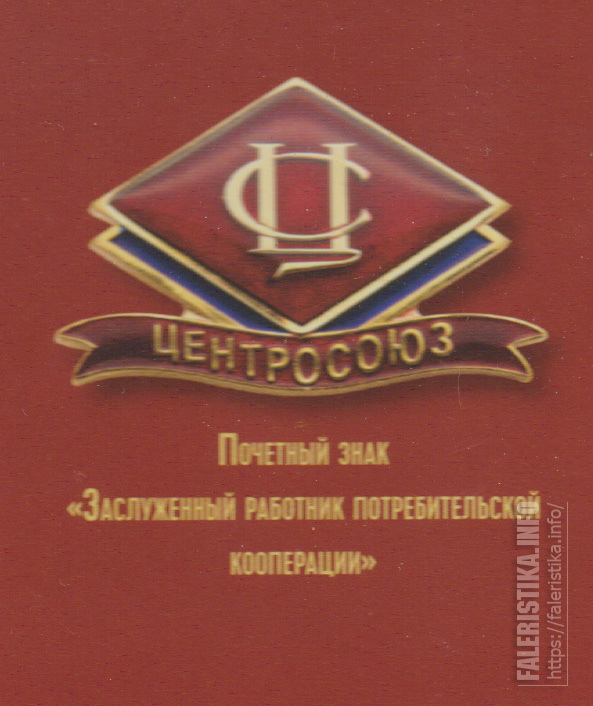 ЦС
ЦЕНТРОСОЮЗ
Почетный знак
«Заслуженный работник потребительской
кооперации»
FALERISTIKA.INFO
https://faleristika.info/